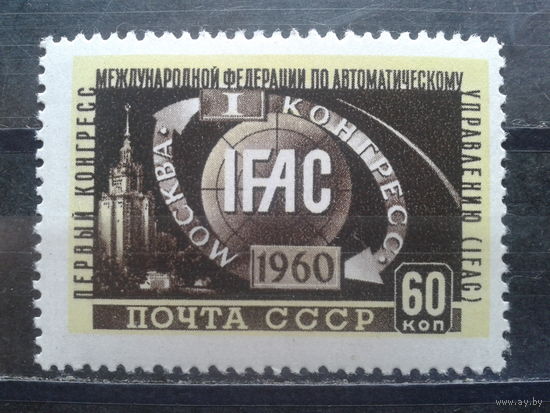 ПЕРВЫЙ КОНГРЕСС
МЕЖДУНАРОДНОЙ ФЕДЕРАЦИИ ПО АВТОМАТИЧЕСКОМУ
УПРАВЛЕНИЮ (IFAC)
МОСКВА·
I
КОНГРЕСС.
IFAC
1960
60
КОП
ПОЧТА СССР
www.ay.by